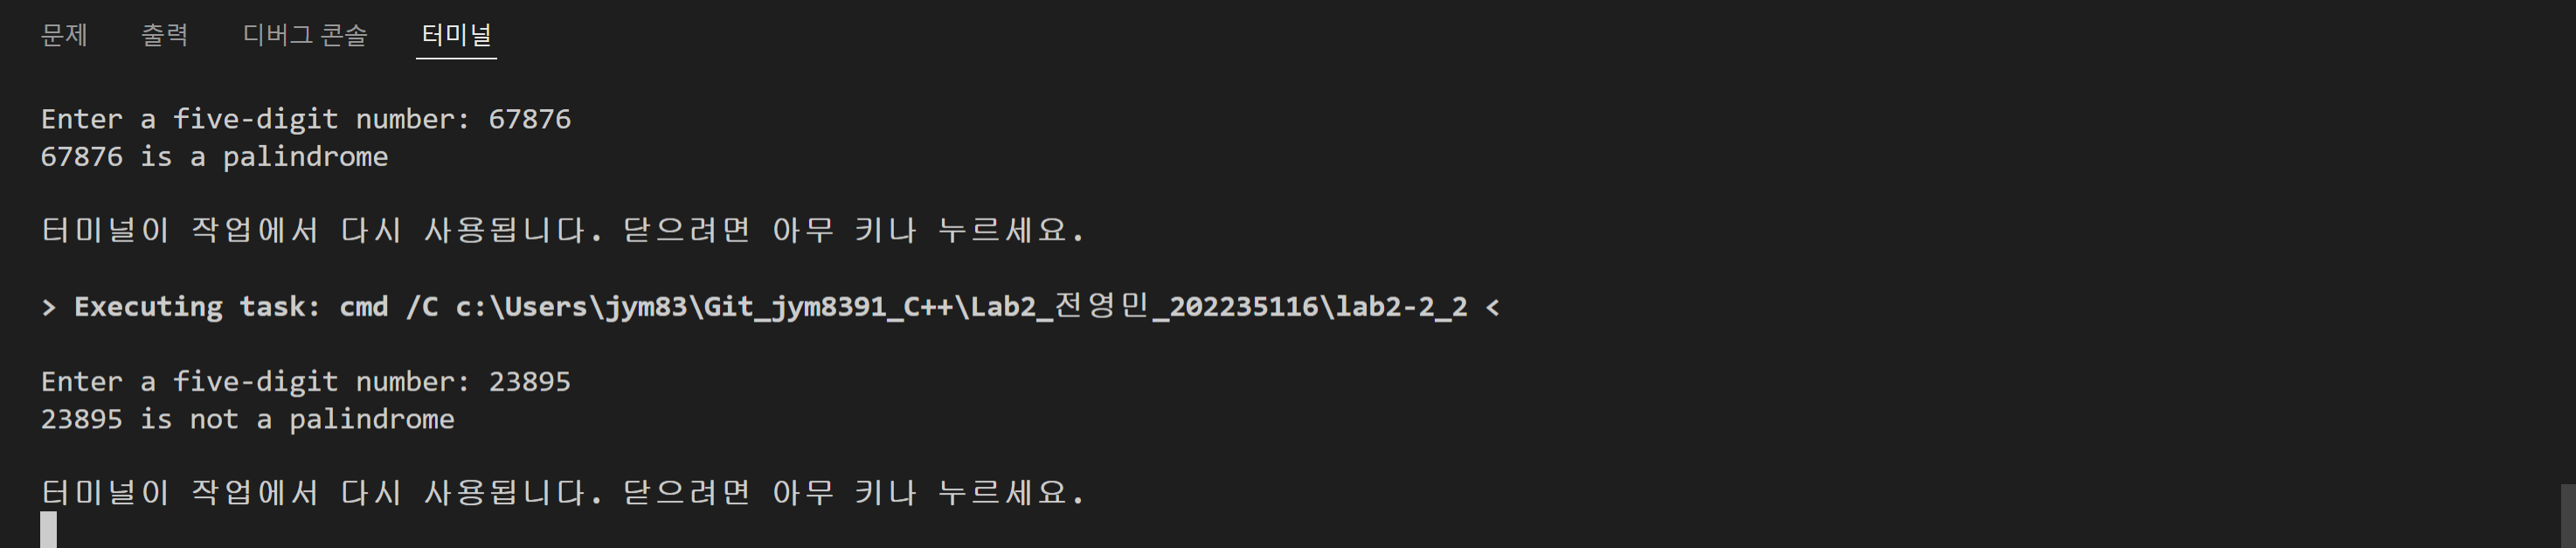 문제 출력 디버그 콘솔 터미널
Enter a five-digit number: 67876
67876 is a palindrome
터미널이 작업에서 다시 사용됩니다. 닫으려면 아무 키나 누르세요.
> Executing task: cmd /C c:\Users\jym83\Git_jym8391_C++\Lab2_전영민_202235116\lab2-2_2 <
Enter a five-digit number: 23895
23895 is not a palindrome
터미널이 작업에서 다시 사용됩니다. 닫으려면 아무 키나 누르세요.